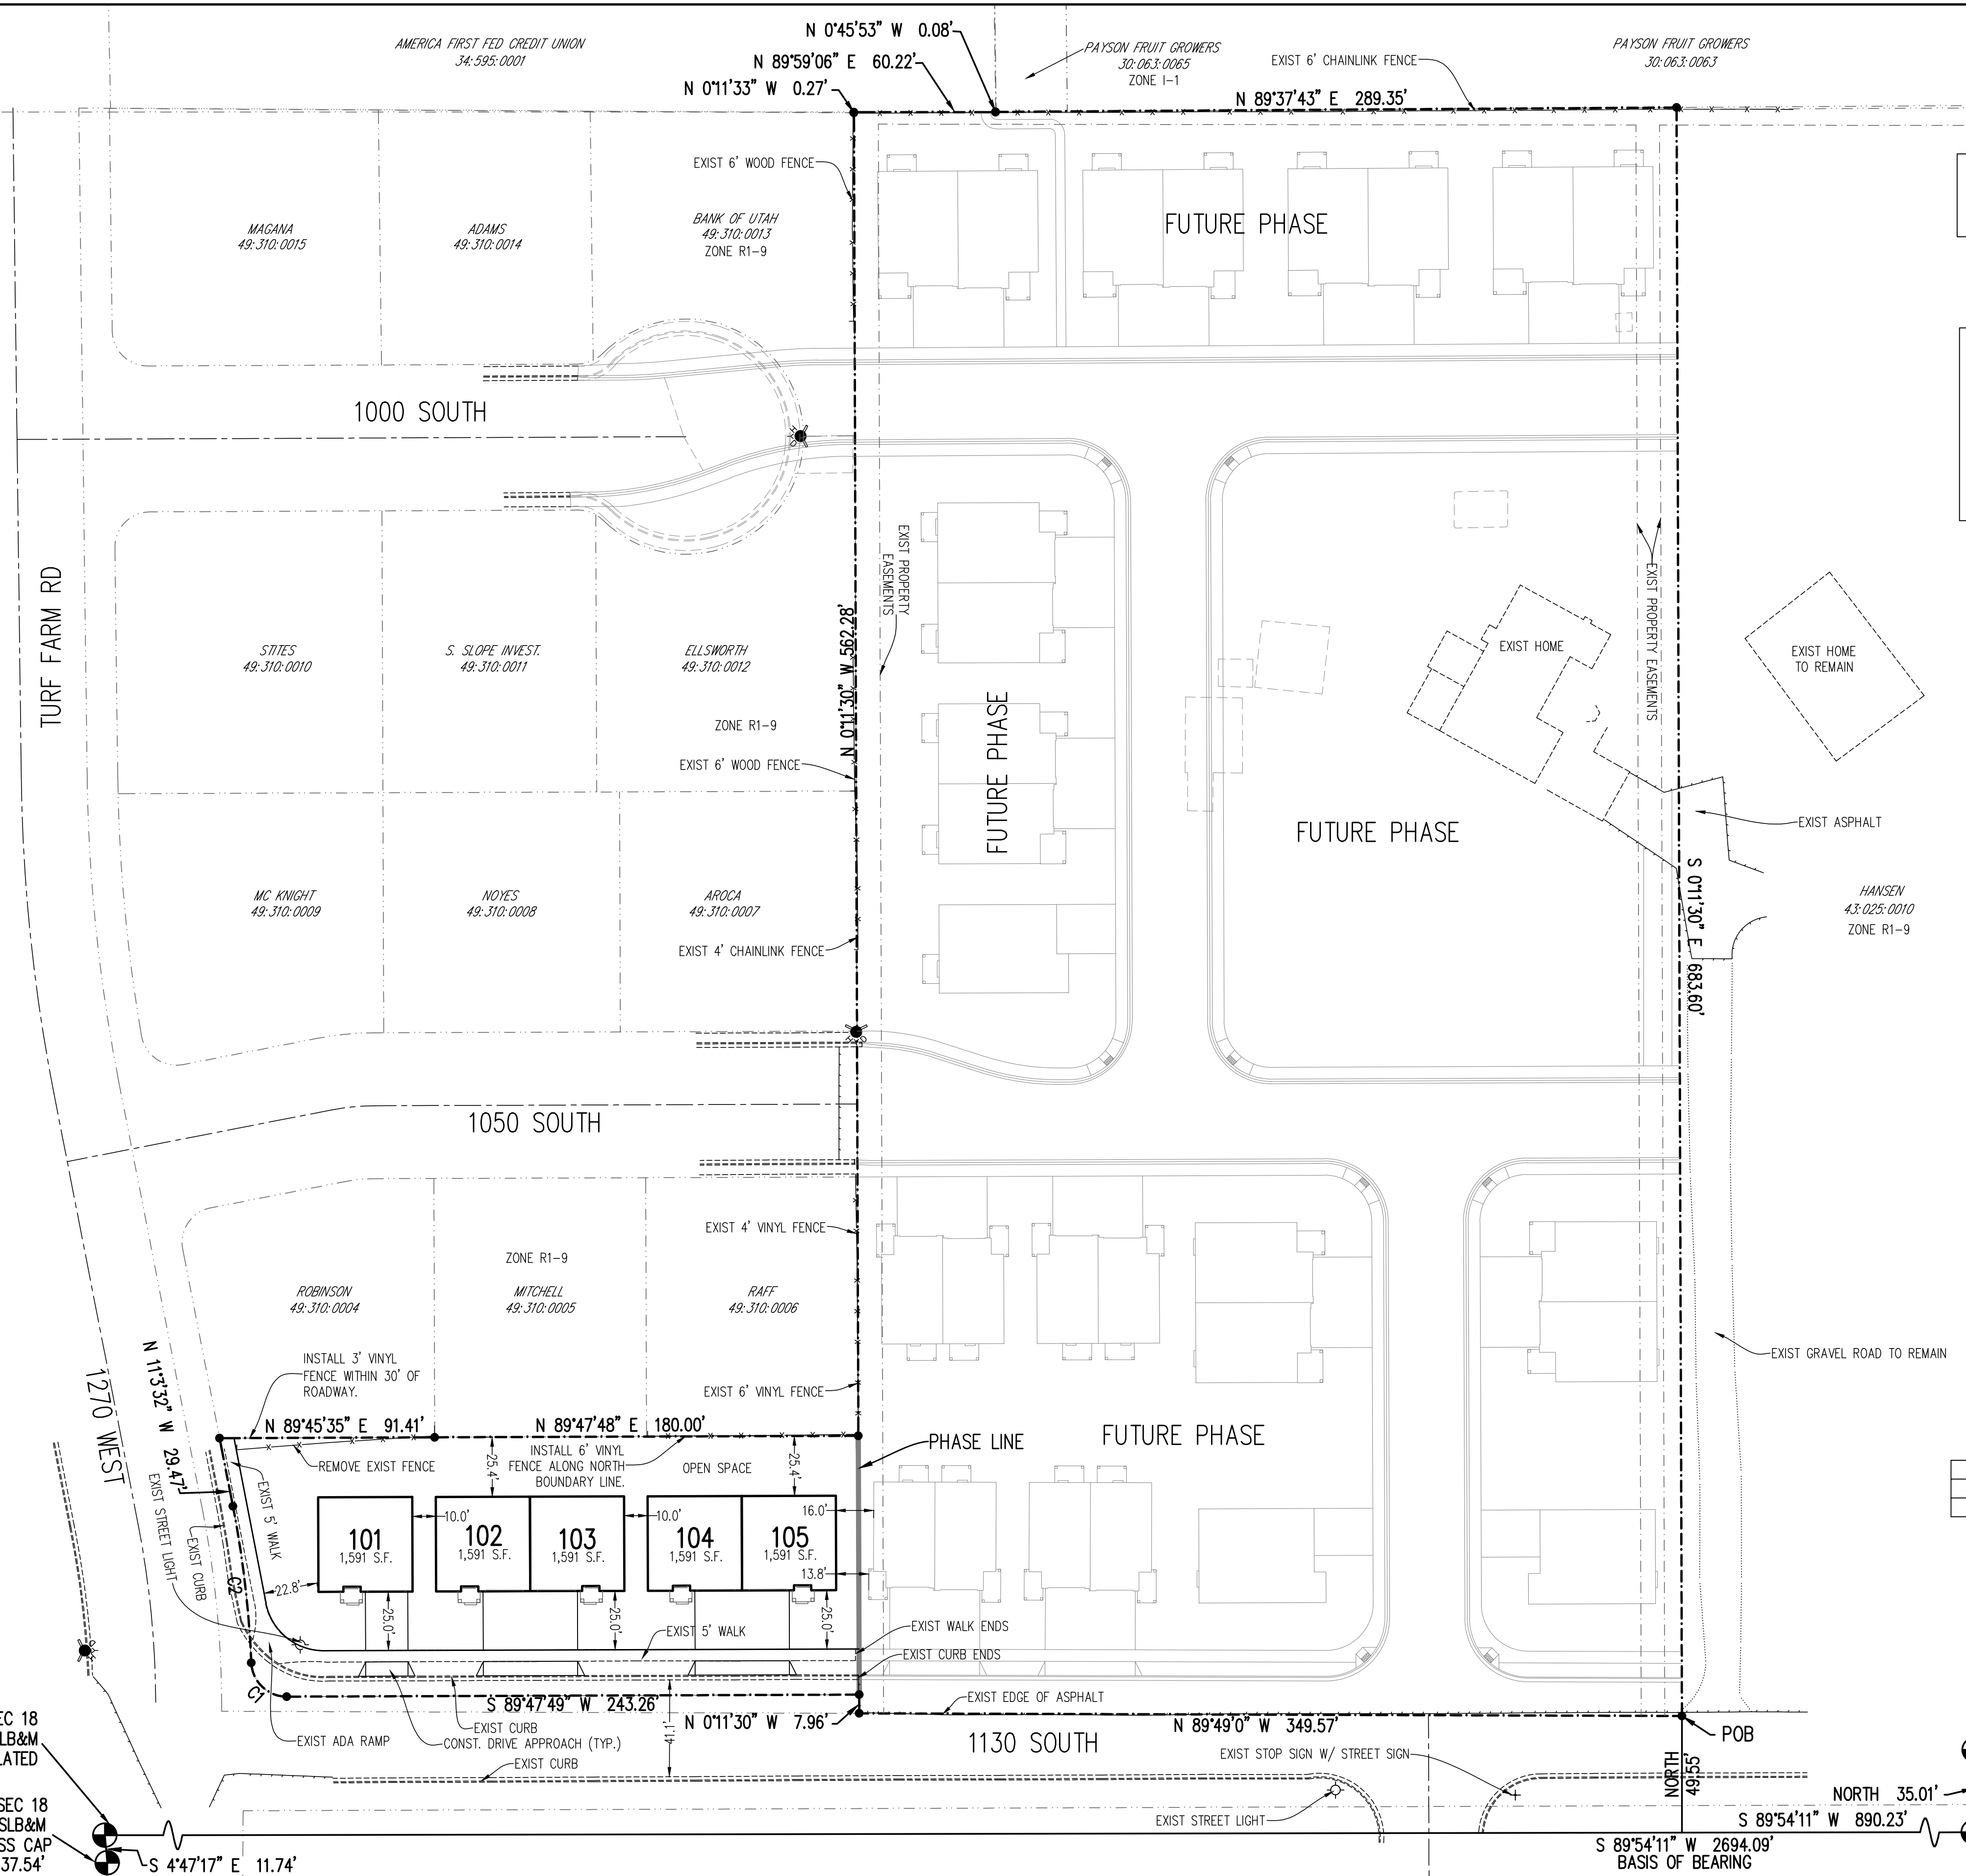 N 0°45'53" W 0.08'
AMERICA FIRST FED CREDIT UNION
34:595:0001
PAYSON FRUIT GROWERS
30:063:0065
ZONE I-1
PAYSON FRUIT GROWERS
30:063:0063
N 89°59'06" E 60.22'
EXIST 6' CHAINLINK FENCE
N 0°11'33" W 0.27'
N 89°37'43" E 289.35'
EXIST 6' WOOD FENCE
MAGANA
49:310:0015
ADAMS
49:310:0014
BANK OF UTAH
49:310:0013
ZONE R1-9
FUTURE PHASE
1000 SOUTH
HYD
EXIST PROPERTY
EASEMENTS
TURF FARM RD
STITES
49:310:0010
S. SLOPE INVEST.
49:310:0011
ELLSWORTH
49:310:0012
N 0°11'30" W 562.28'
EXIST HOME
EXIST PROPERTY EASEMENTS
EXIST HOME
TO REMAIN
ZONE R1-9
EXIST 6' WOOD FENCE
FUTURE PHASE
FUTURE PHASE
EXIST ASPHALT
MC KNIGHT
49:310:0009
NOYES
49:310:0008
AROCA
49:310:0007
S 0°11'30" E 683.60'
HANSEN
43:025:0010
ZONE R1-9
EXIST 4' CHAINLINK FENCE
HYD
1050 SOUTH
EXIST 4' VINYL FENCE
ZONE R1-9
ROBINSON
49:310:0004
MITCHELL
49:310:0005
RAFF
49:310:0006
INSTALL 3' VINYL
FENCE WITHIN 30' OF
ROADWAY.
EXIST GRAVEL ROAD TO REMAIN
EXIST 6' VINYL FENCE
1270 WEST
N 11°3'32" W 29.47'
N 89°45'35" E 91.41'
N 89°47'48" E 180.00'
PHASE LINE
FUTURE PHASE
REMOVE EXIST FENCE
25.4'
INSTALL 6' VINYL
FENCE ALONG NORTH
BOUNDARY LINE.
OPEN SPACE
25.4'
EXIST STREET LIGHT
EXIST CURB
EXIST 5' WALK
C2
22.8'
101
1,591 S.F.
10.0'
102
1,591 S.F.
103
1,591 S.F.
10.0'
104
1,591 S.F.
105
1,591 S.F.
16.0'
13.8'
25.0'
25.0'
25.0'
EXIST 5' WALK
EXIST WALK ENDS
EXIST CURB ENDS
C1
S 89°47'49" W 243.26'
EXIST EDGE OF ASPHALT
N 0°11'30" W 7.96'
N 89°49'0" W 349.57'
EXIST ADA RAMP
EXIST CURB
CONST. DRIVE APPROACH (TYP.)
EXIST CURB
41.1'
1130 SOUTH
EXIST STOP SIGN W/ STREET SIGN
POB
NORTH
49.55'
EC 18
LB&M
LATED
NORTH 35.01'
SEC 18
SLB&M
SS CAP
37.54'
EXIST STREET LIGHT
S 89°54'11" W 890.23'
S 4°47'17" E 11.74'
S 89°54'11" W 2694.09'
BASIS OF BEARING